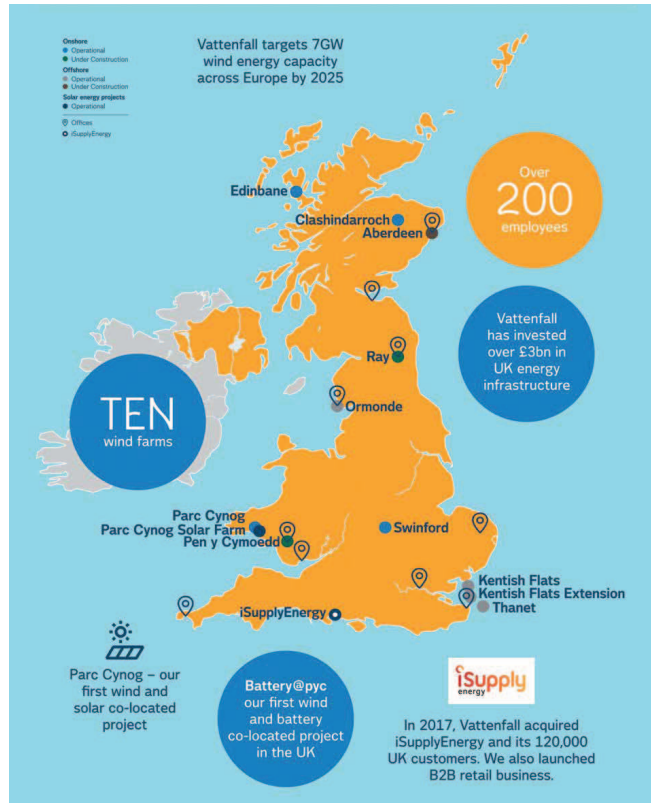 Onshore
Operational
Under Construction
Offshore
Operational
Under Construction
Solar energy projects
Operational
Offices
iSupplyEnergy
Vattenfall targets 7GW
wind energy capacity
across Europe by 2025
Over
200
employees
Edinbane
Clashindarroch
Aberdeen
Vattenfall
has invested
over £3bn in
UK energy
infrastructure
Ray
Ormonde
TEN
wind farms
Parc Cynog
Parc Cynog Solar Farm
Pen y Cymoedd
Swinford
Kentish Flats
Kentish Flats Extension
Thanet
iSupplyEnergy
Parc Cynog – our
first wind and
solar co-located
project
Battery@pyc
our first wind
and battery
co-located project
in the UK
iSupply
energy
In 2017, Vattenfall acquired
iSupplyEnergy and its 120,000
UK customers. We also launched
B2B retail business.